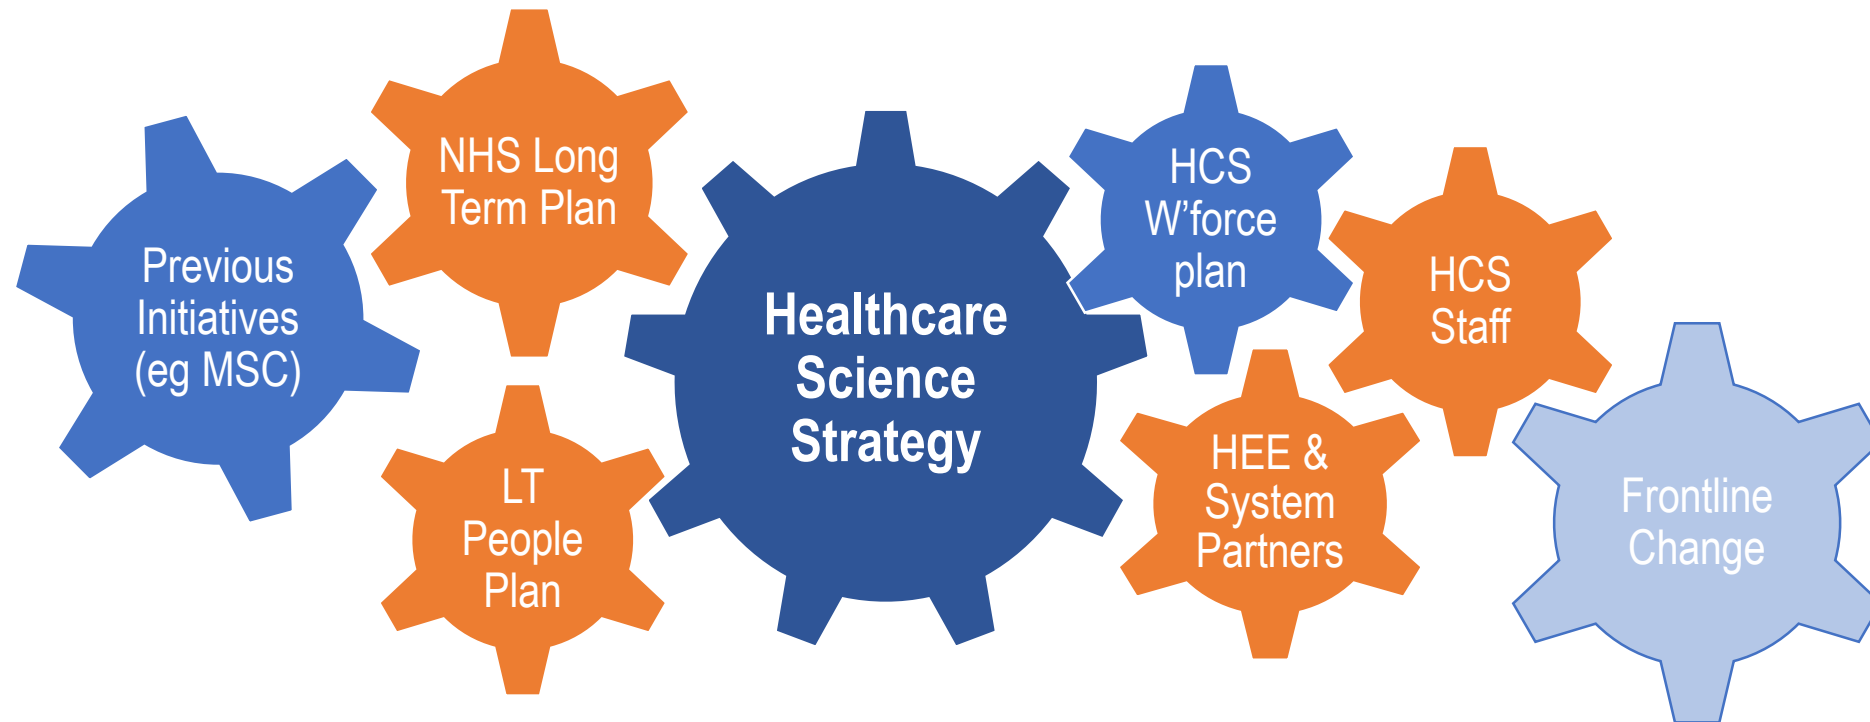 Previous
Initiatives
(eg MSC)
NHS Long
Term Plan
LT
People
Plan
Healthcare
Science
Strategy
HCS
W’force
plan
HEE &
System
Partners
HCS
Staff
Frontline
Change